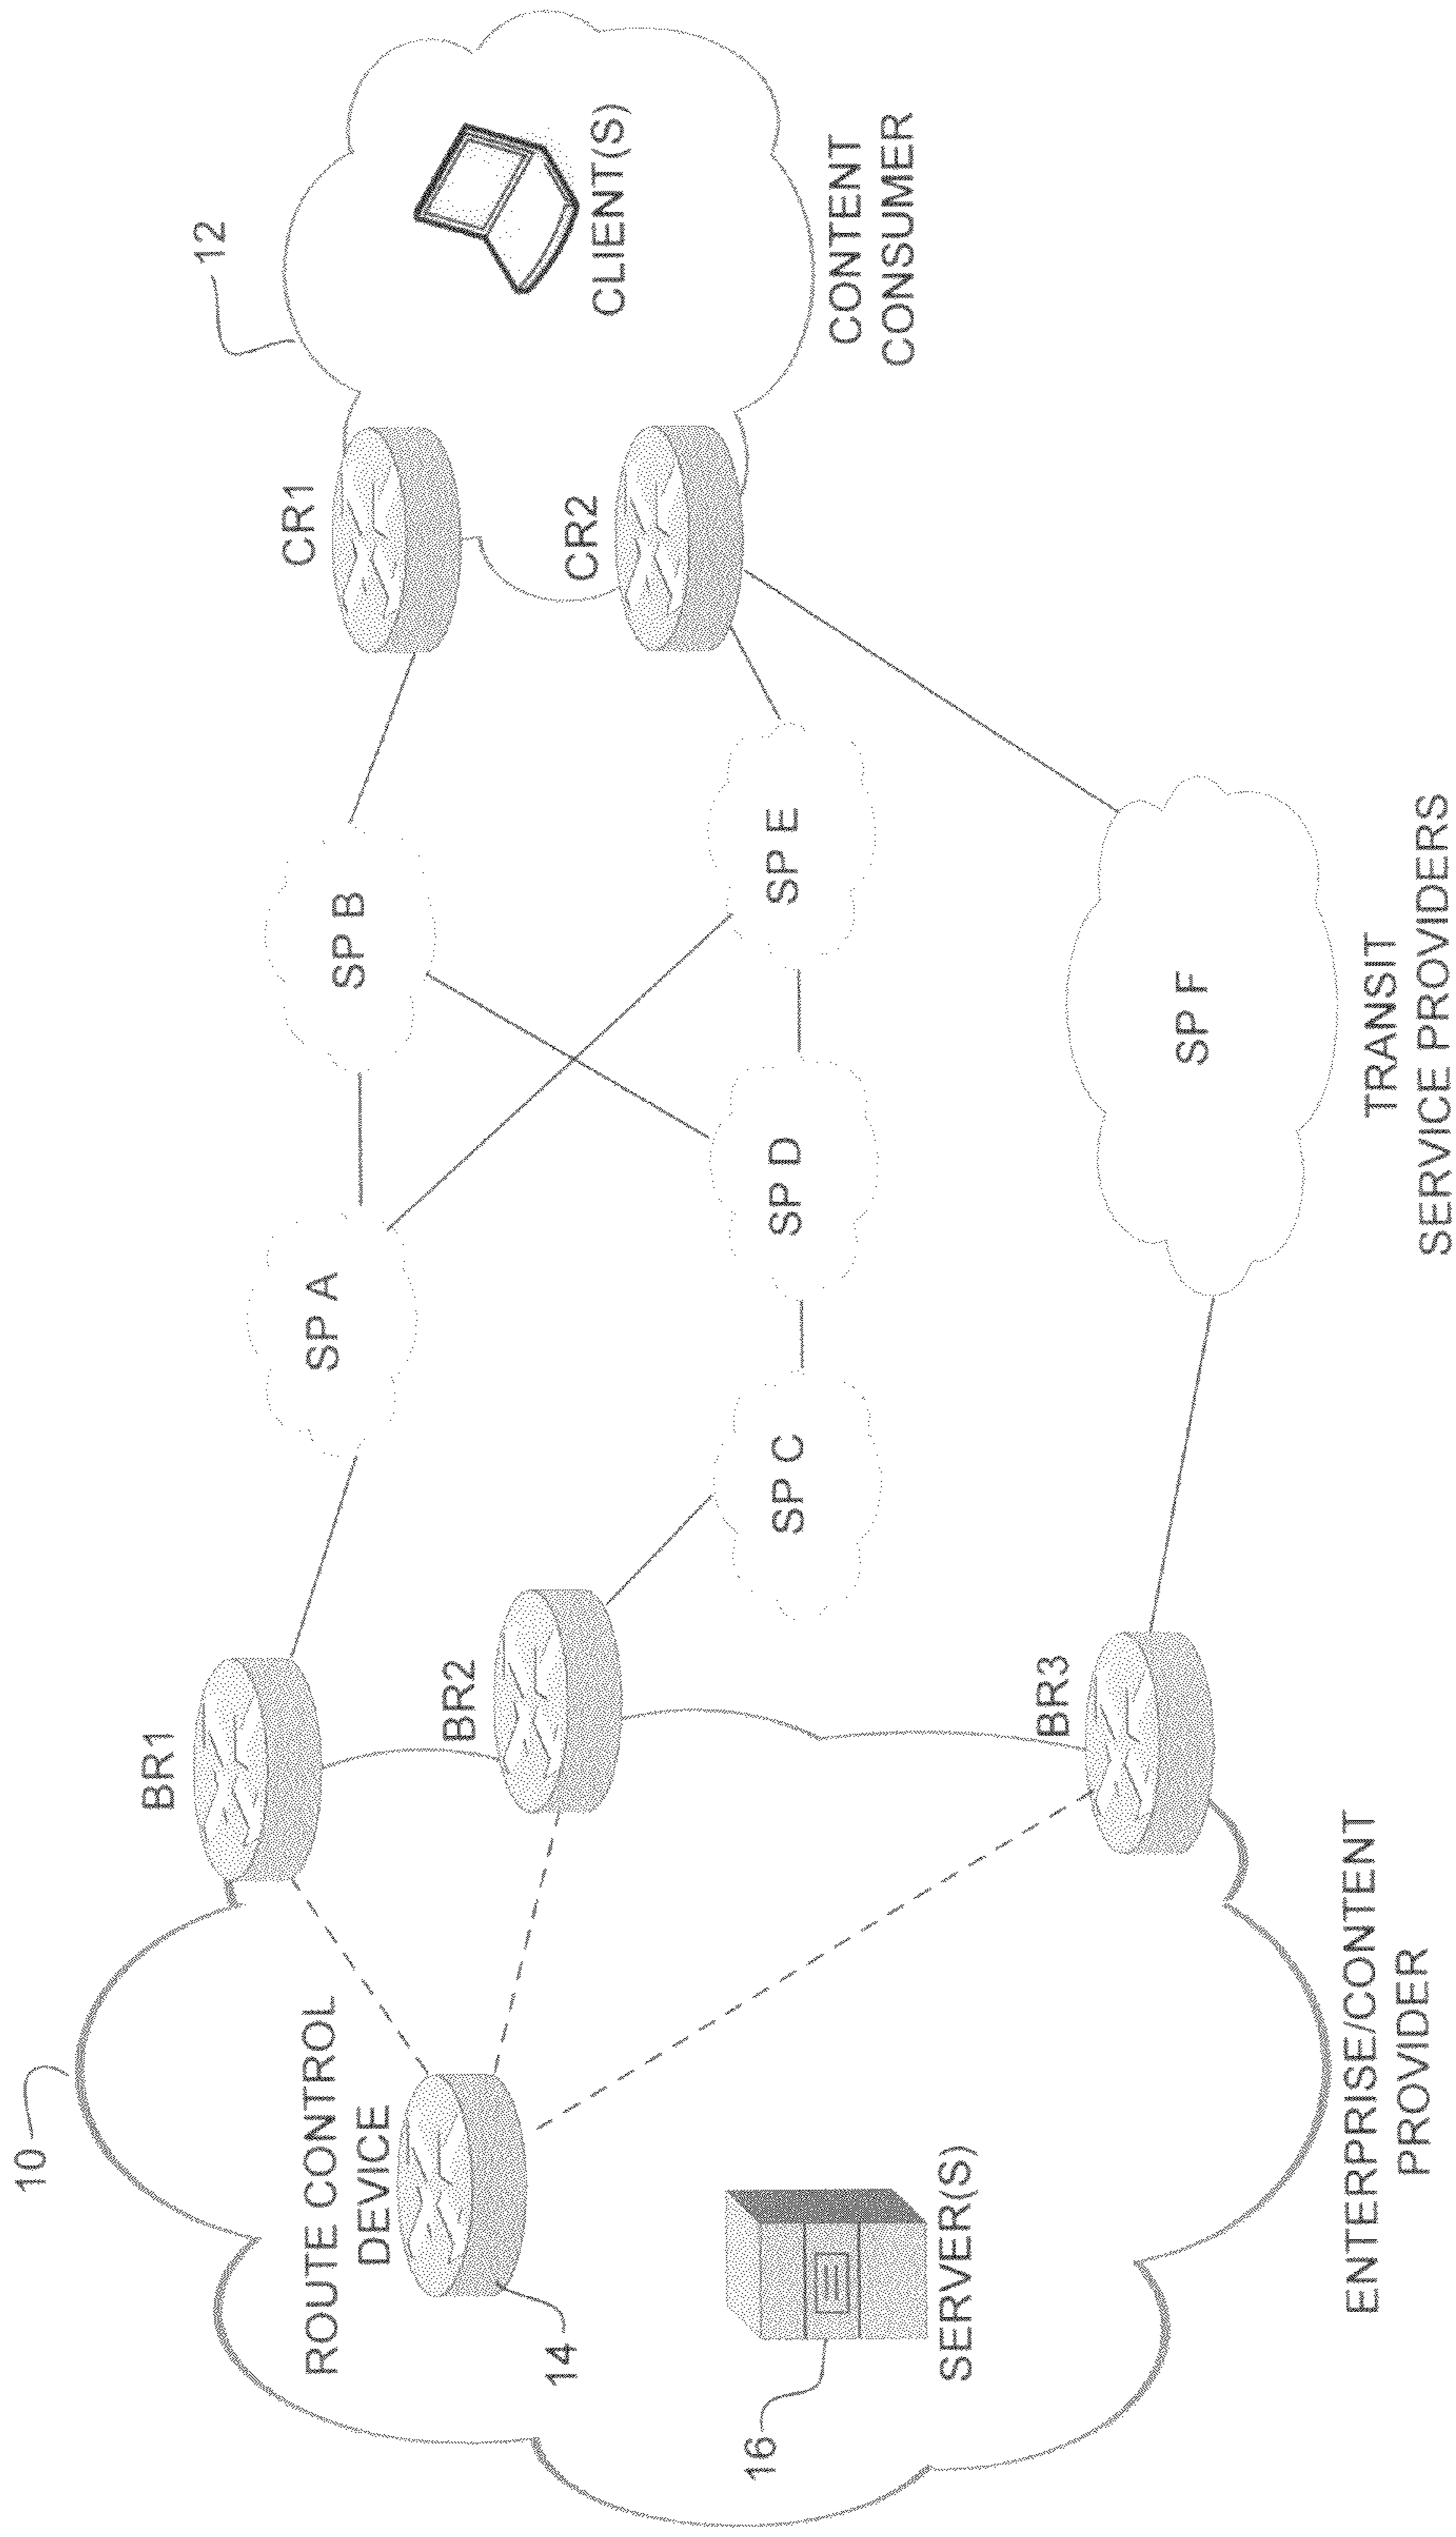 10
ROUTE CONTROL
DEVICE
14
16
SERVER(S)
ENTERPRISE/CONTENT
PROVIDER
BR1
BR2
BR3
SP A
SP B
SP C
SP D
SP E
SP F
TRANSIT
SERVICE PROVIDERS
CR1
CR2
12
CLIENT(S)
CONTENT
CONSUMER